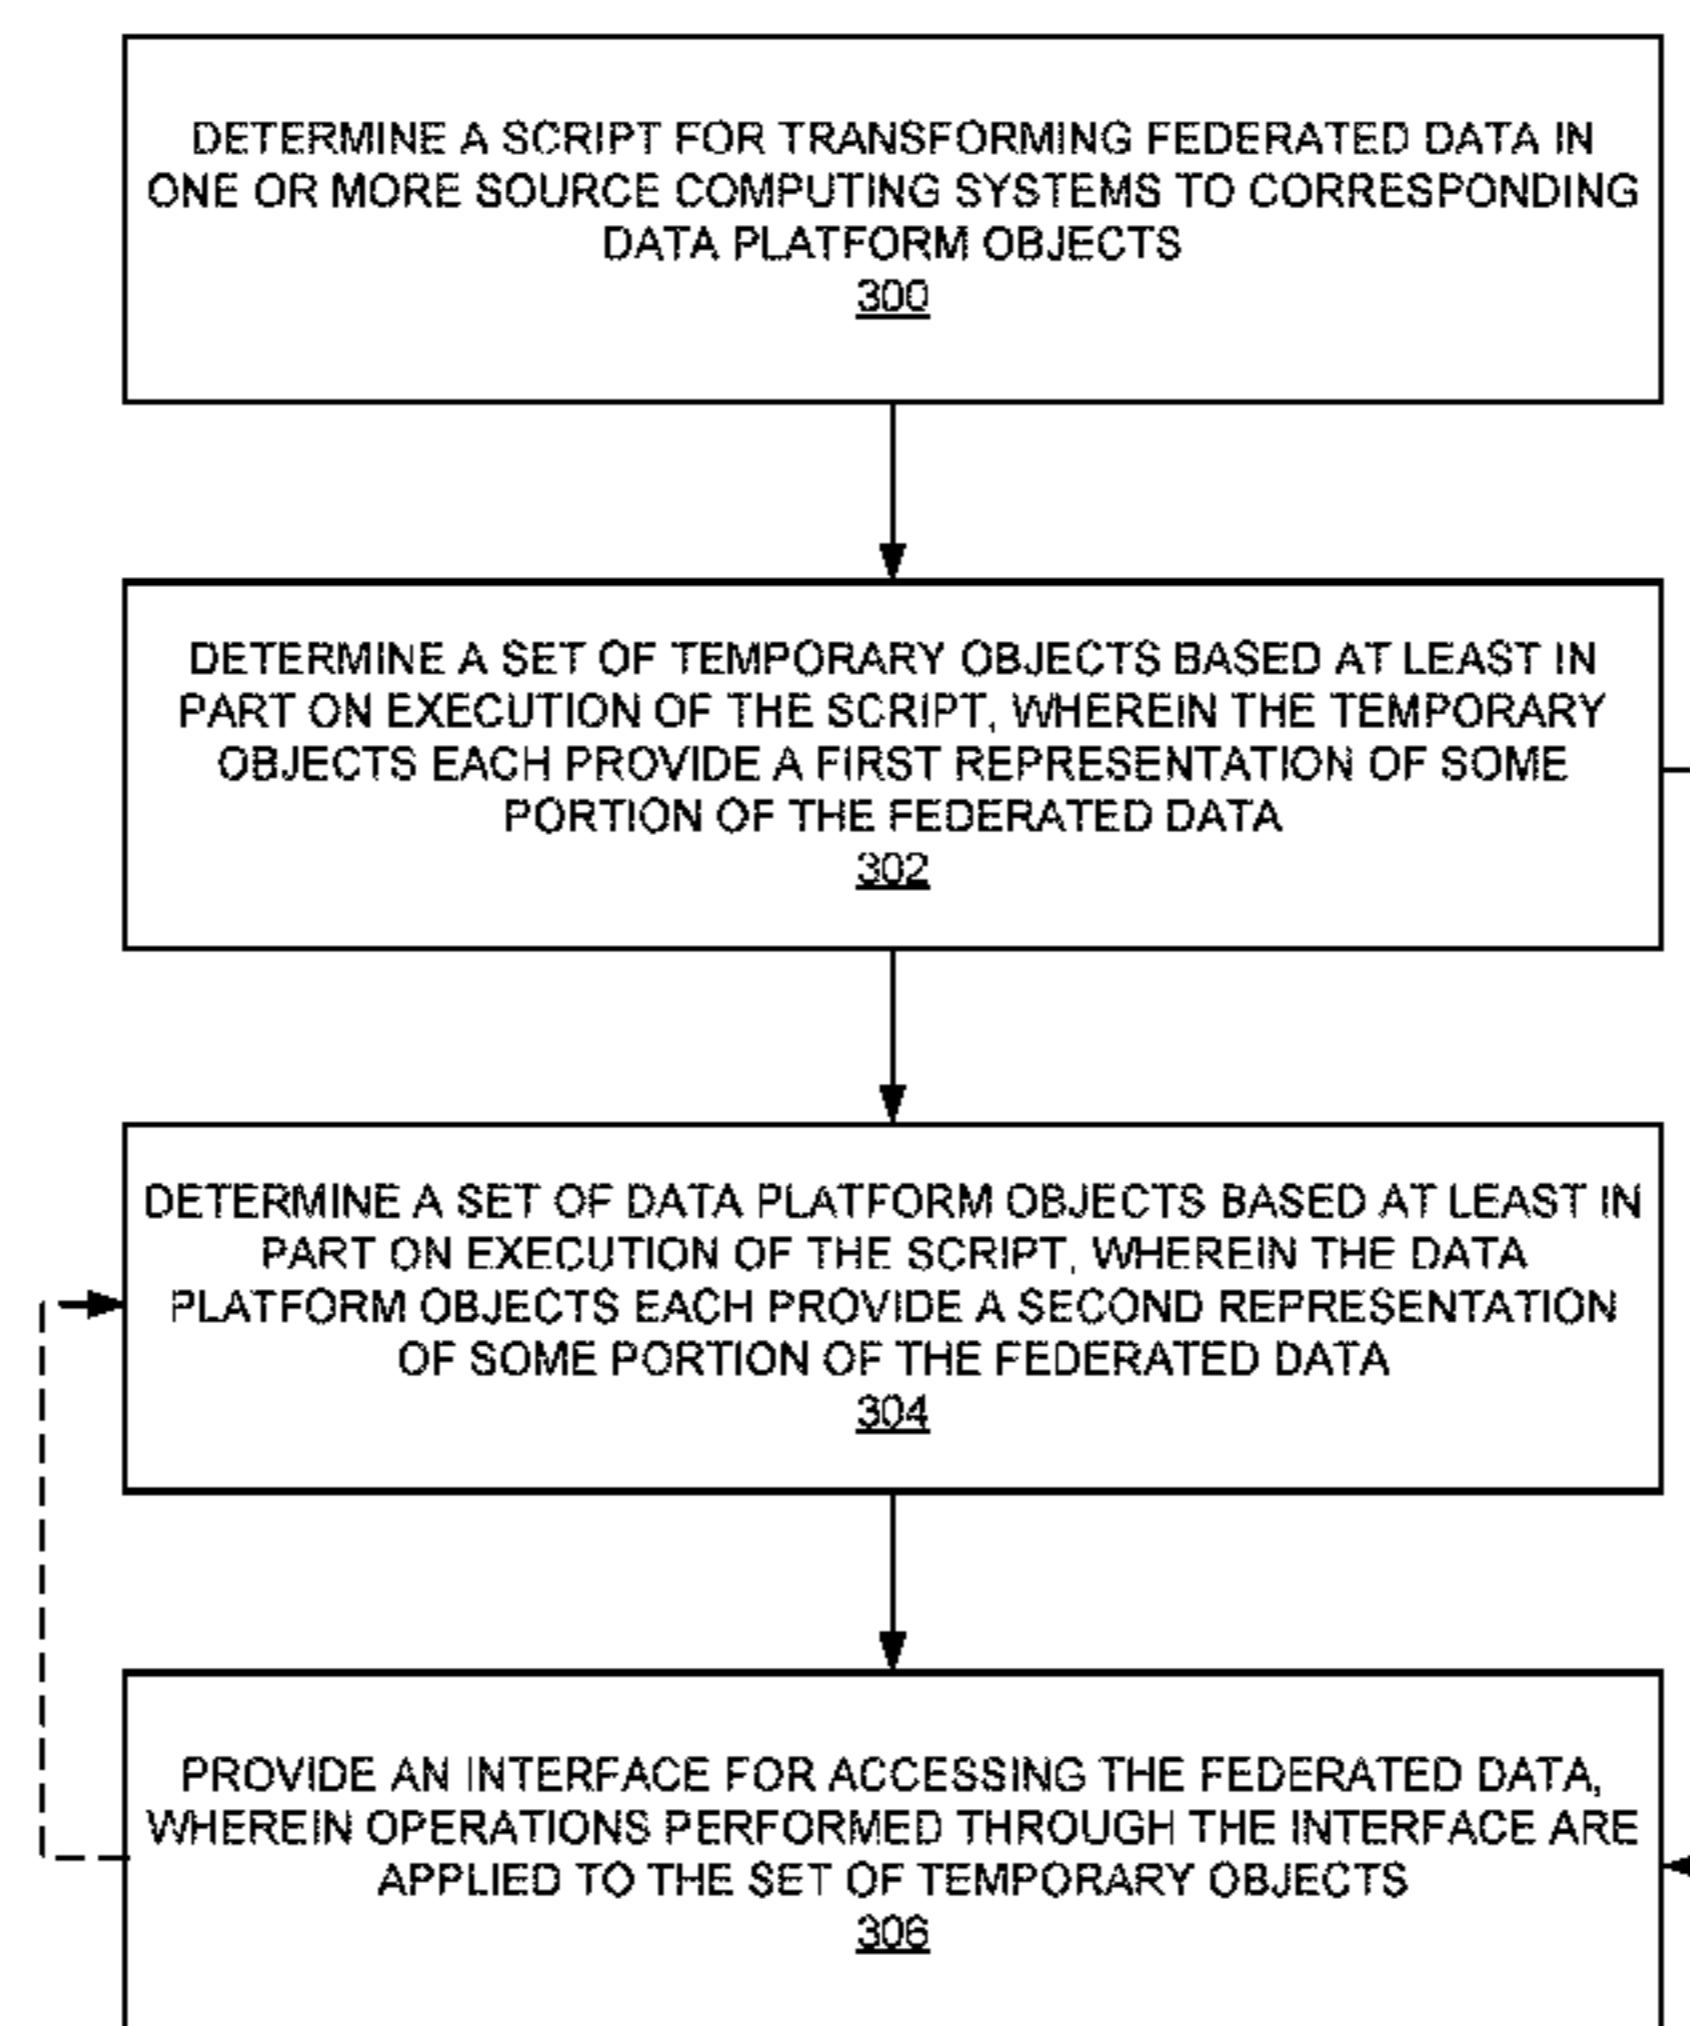 DETERMINE A SCRIPT FOR TRANSFORMING FEDERATED DATA IN
ONE OR MORE SOURCE COMPUTING SYSTEMS TO CORRESPONDING
DATA PLATFORM OBJECTS
300
DETERMINE A SET OF TEMPORARY OBJECTS BASED AT LEAST IN
PART ON EXECUTION OF THE SCRIPT, WHEREIN THE TEMPORARY
OBJECTS EACH PROVIDE A FIRST REPRESENTATION OF SOME
PORTION OF THE FEDERATED DATA
302
DETERMINE A SET OF DATA PLATFORM OBJECTS BASED AT LEAST IN
PART ON EXECUTION OF THE SCRIPT, WHEREIN THE DATA
PLATFORM OBJECTS EACH PROVIDE A SECOND REPRESENTATION
OF SOME PORTION OF THE FEDERATED DATA
304
PROVIDE AN INTERFACE FOR ACCESSING THE FEDERATED DATA,
WHEREIN OPERATIONS PERFORMED THROUGH THE INTERFACE ARE
APPLIED TO THE SET OF TEMPORARY OBJECTS
306